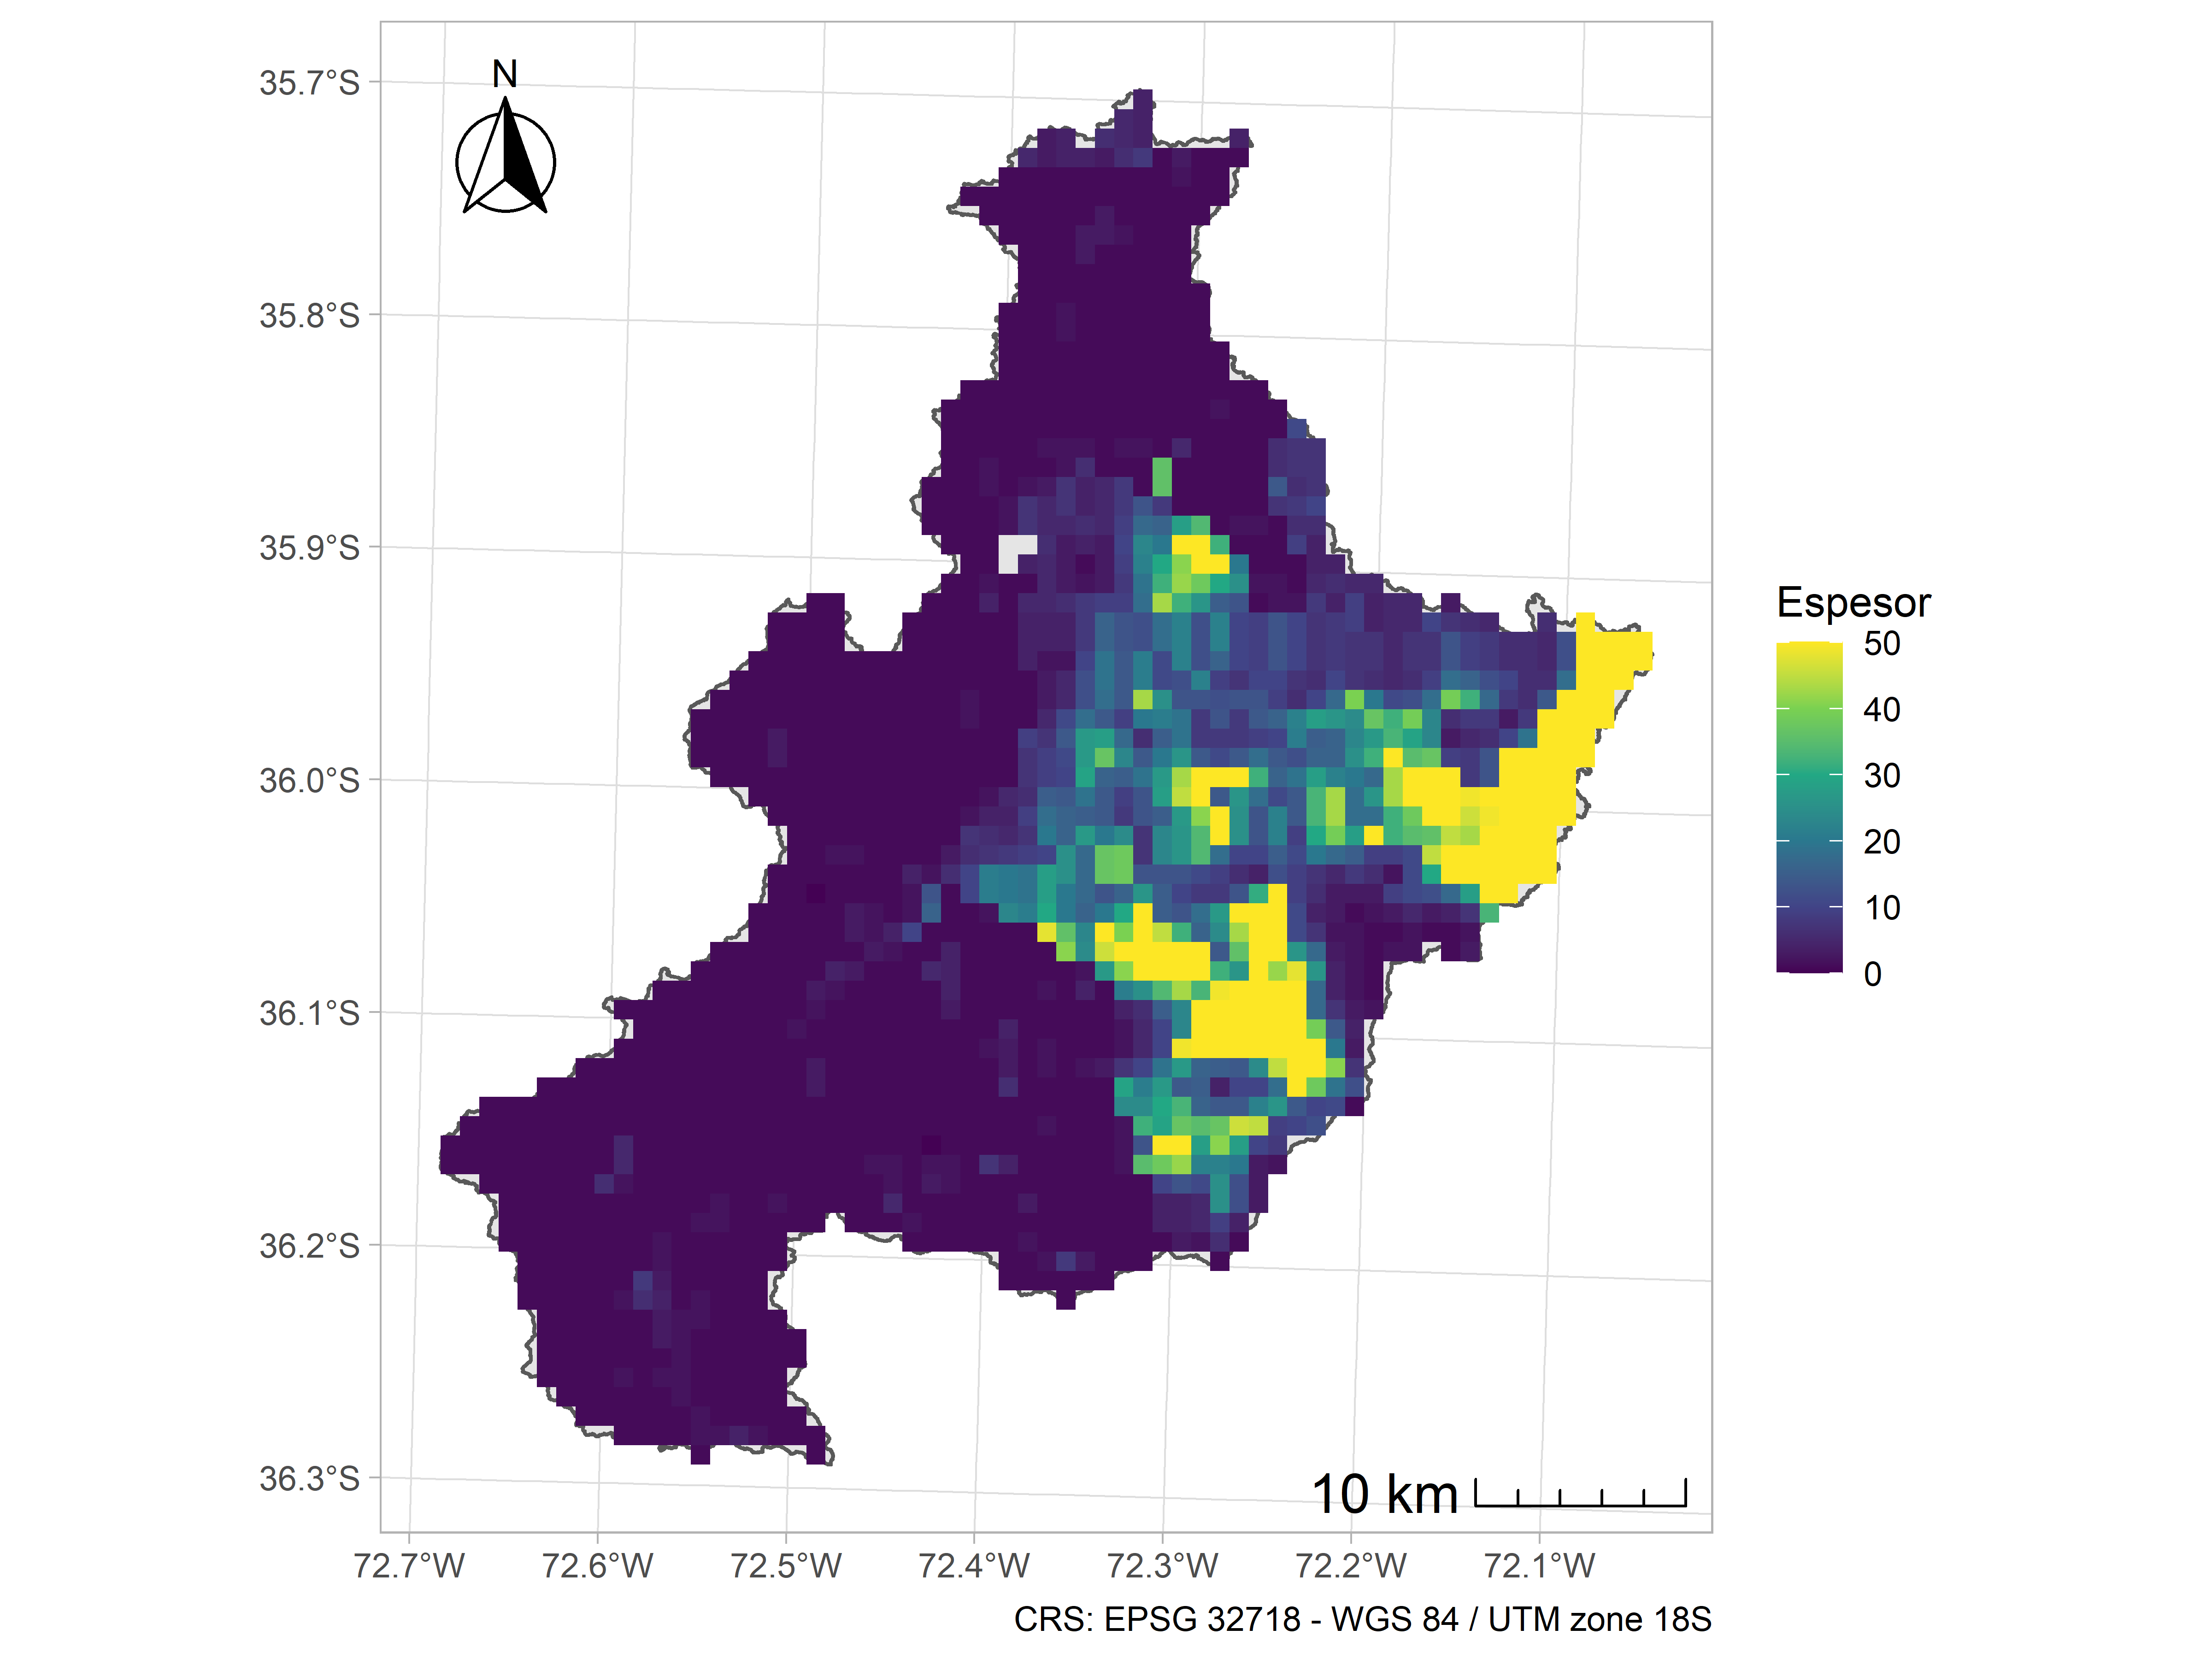 N
35.7°S
35.8°S
35.9°S
36.0°S
36.1°S
36.2°S
36.3°S
72.7°W
72.6°W
72.5°W
72.4°W
72.3°W
72.2°W
72.1°W
10 km
Espesor
50
40
30
20
10
0
CRS: EPSG 32718 - WGS 84 / UTM zone 18S